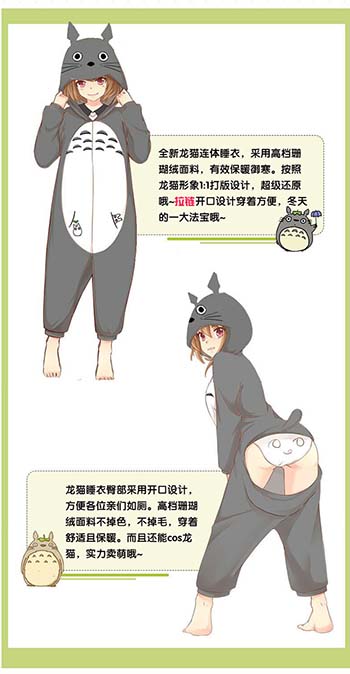 全新龙猫连体睡衣，采用高档珊
瑚绒面料，有效保暖御寒。按照
龙猫形象1:1打版设计，超级还原
哦~拉链开口设计穿着方便，冬天
的一大法宝哦~
龙猫睡衣臀部采用开口设计，
方便各位亲们如厕。高档珊瑚
绒面料不掉色，不掉毛，穿着
舒适且保暖。而且还能cos龙
猫，实力卖萌哦~